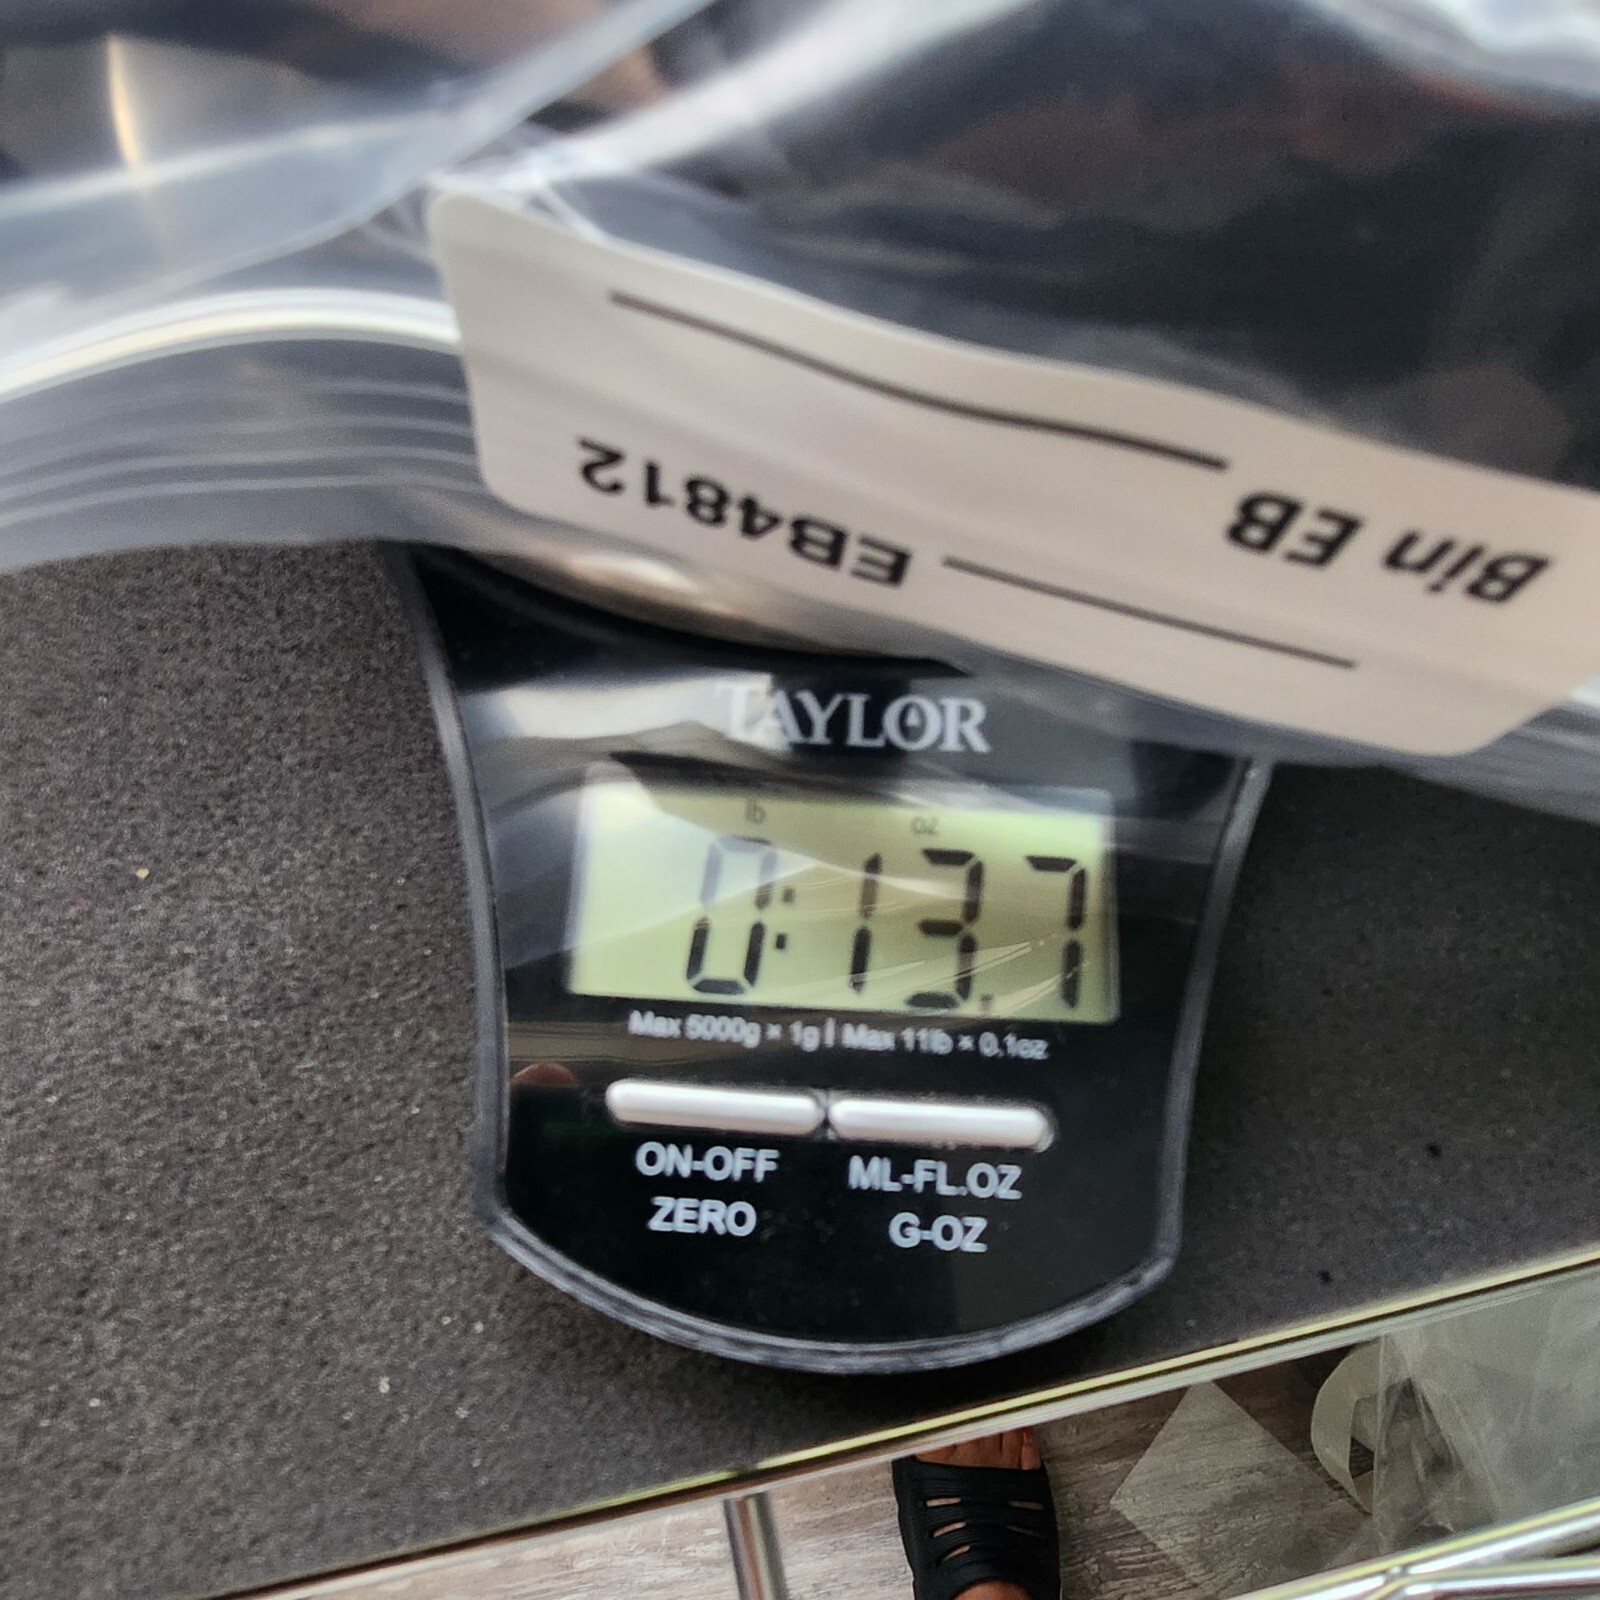 Bin EB
EB4812
TAYLOR
lb oz
0:13.7
Max 5000g × 1g | Max 11lb × 0.1oz
ON-OFF ML-FL.OZ
ZERO G-OZ